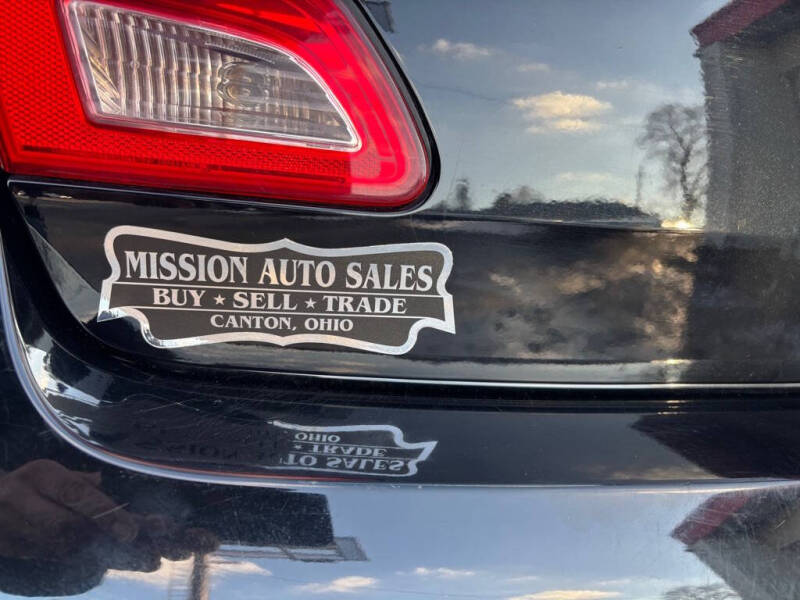 MISSION AUTO SALES
BUY ★ SELL ★ TRADE
CANTON, OHIO